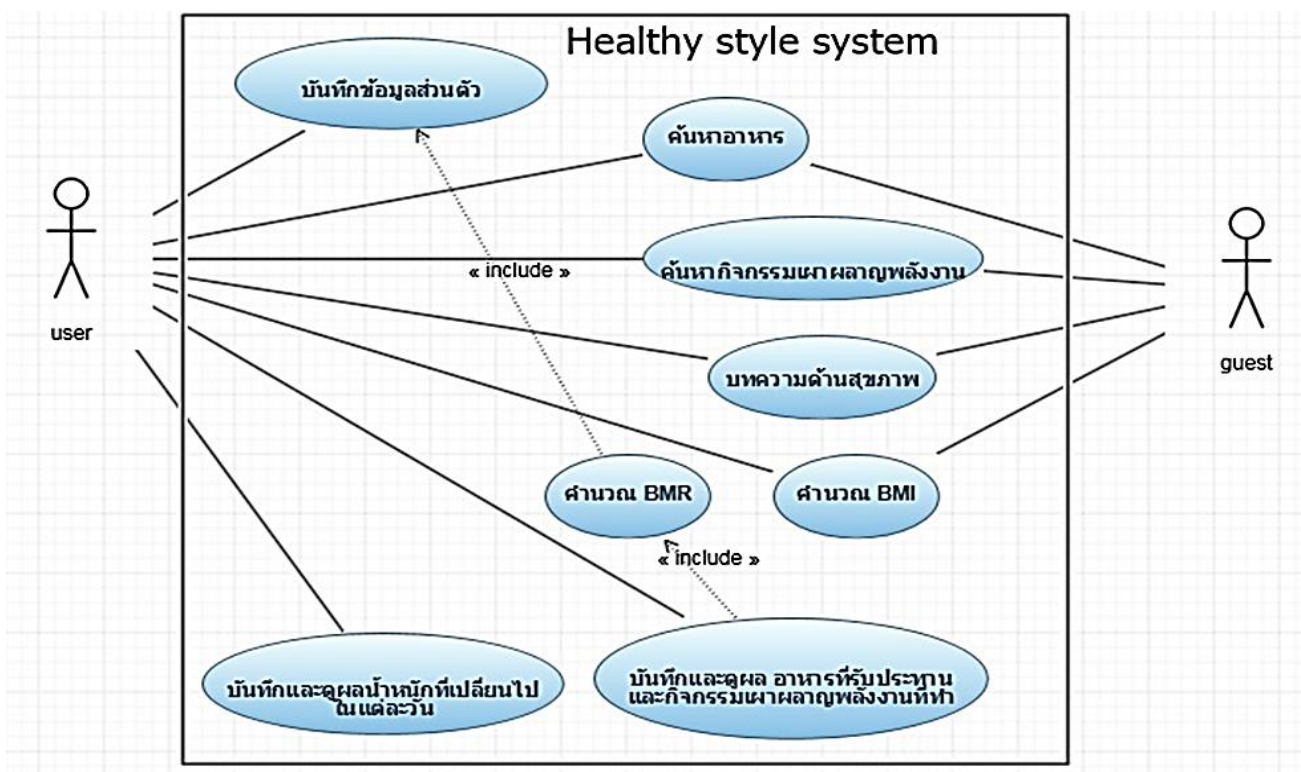 Healthy style system
บันทึกข้อมูลส่วนตัว
ค้นหาอาหาร
« include »
ค้นหากิจกรรมเผาผลาญพลังงาน
user
guest
บทความด้านสุขภาพ
คำนวณ BMR
คำนวณ BMI
« include »
บันทึกและดูผลน้ำหนักที่เปลี่ยนไป
ในแต่ละวัน
บันทึกและดูผล อาหารที่รับประทาน
และกิจกรรมเผาผลาญพลังงานที่ทำ